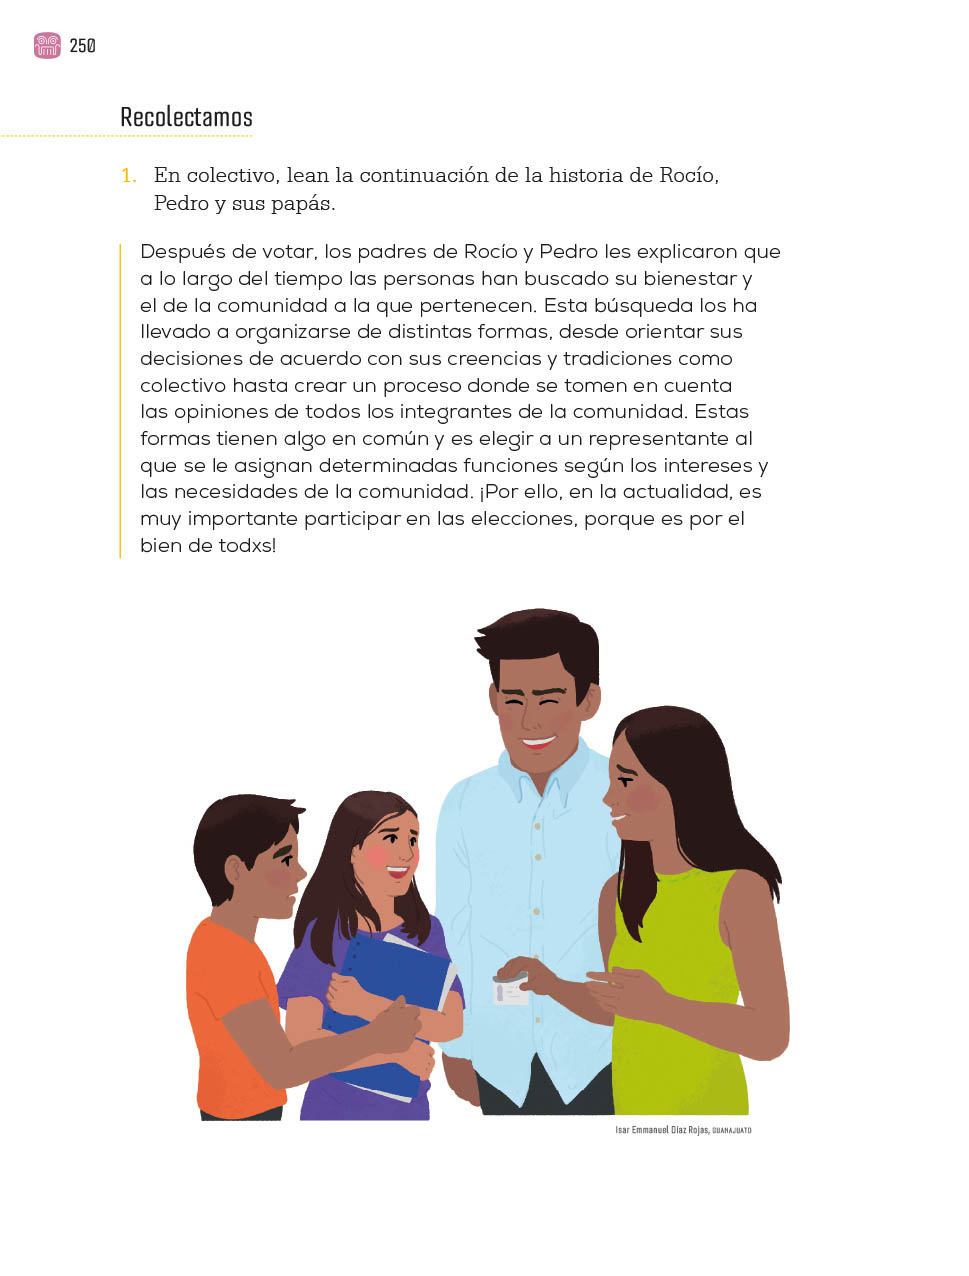 250
Recolectamos
1. En colectivo, lean la continuación de la historia de Rocío,
Pedro y sus papás.
Después de votar, los padres de Rocío y Pedro les explicaron que
a lo largo del tiempo las personas han buscado su bienestar y
el de la comunidad a la que pertenecen. Esta búsqueda los ha
llevado a organizarse de distintas formas, desde orientar sus
decisiones de acuerdo con sus creencias y tradiciones como
colectivo hasta crear un proceso donde se tomen en cuenta
las opiniones de todos los integrantes de la comunidad. Estas
formas tienen algo en común y es elegir a un representante al
que se le asignan determinadas funciones según los intereses y
las necesidades de la comunidad. ¡Por ello, en la actualidad, es
muy importante participar en las elecciones, porque es por el
bien de todxs!
Isar Emmanuel Díaz Rojas, GUANAJUATO